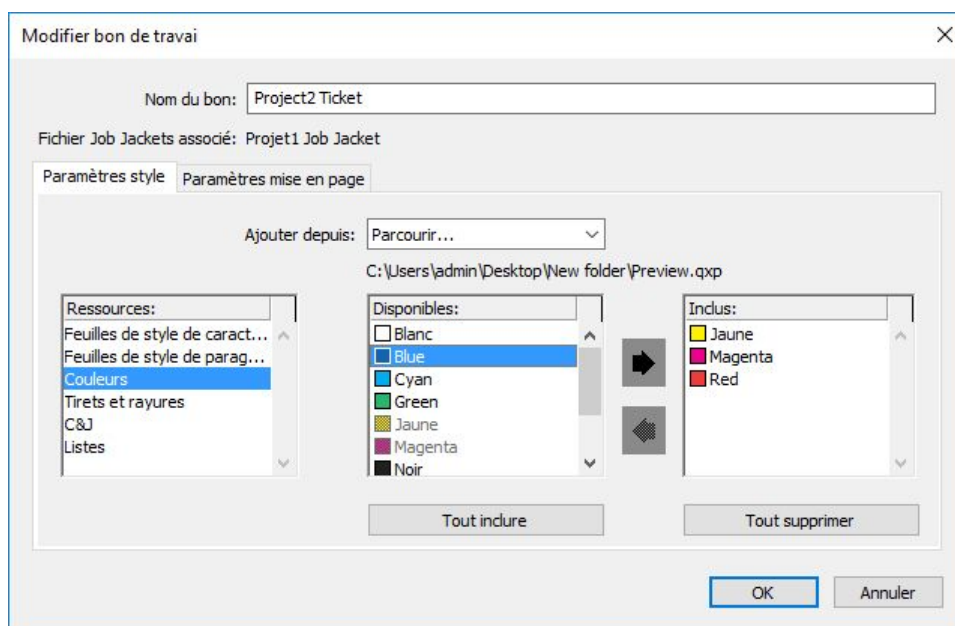 Modifier bon de travai
Nom du bon: Project2 Ticket
Fichier Job Jackets associé: Projet1 Job Jacket
Paramètres style Paramètres mise en page
Ajouter depuis: Parcourir...
C:\Users\admin\Desktop\New folder\Preview.qxp
Ressources:
Feuilles de style de caract...
Feuilles de style de parag...
Couleurs
Tirets et rayures
C&J
Listes
Disponibles:
Blanc
Blue
Cyan
Green
Jaune
Magenta
Noir
Inclus:
Jaune
Magenta
Red
Tout inclure
Tout supprimer
OK Annuler